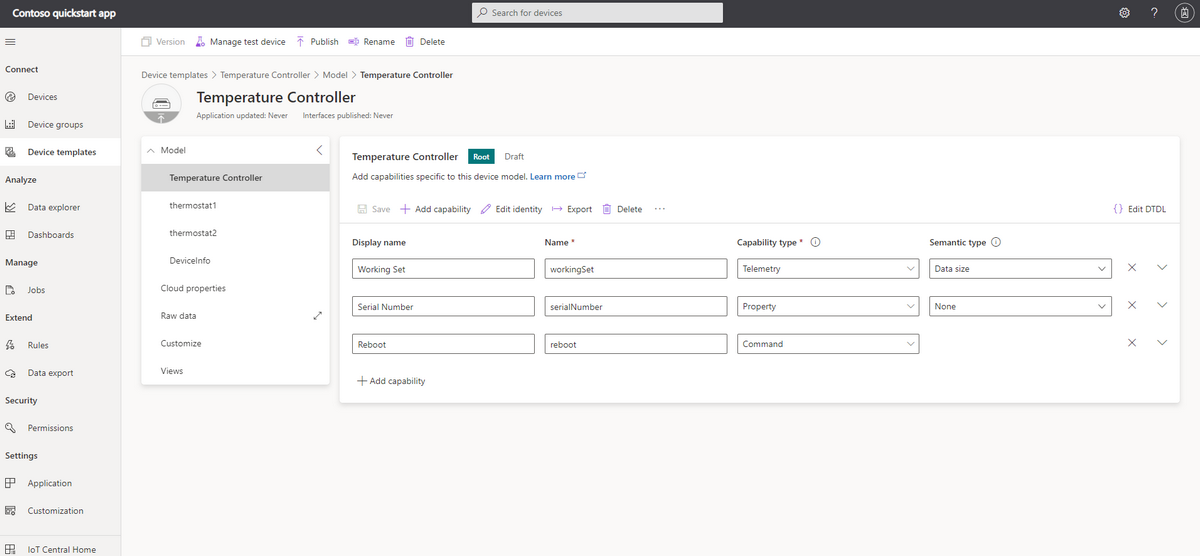 Contoso quickstart app
Search for devices
?
Version Manage test device Publish Rename Delete
Connect
Devices
Device groups
Device templates
Analyze
Data explorer
Dashboards
Manage
Jobs
Extend
Rules
Data export
Security
Permissions
Settings
Application
Customization
IoT Central Home
Device templates > Temperature Controller > Model > Temperature Controller
Temperature Controller
Application updated: Never Interfaces published: Never
Model
Temperature Controller
thermostat1
thermostat2
DeviceInfo
Cloud properties
Raw data
Customize
Views
Temperature Controller Root Draft
Add capabilities specific to this device model. Learn more
Save Add capability Edit identity Export Delete ... {} Edit DTDL
Display name Name * Capability type * Semantic type
Working Set workingSet Telemetry Data size
Serial Number serialNumber Property None
Reboot reboot Command
Add capability